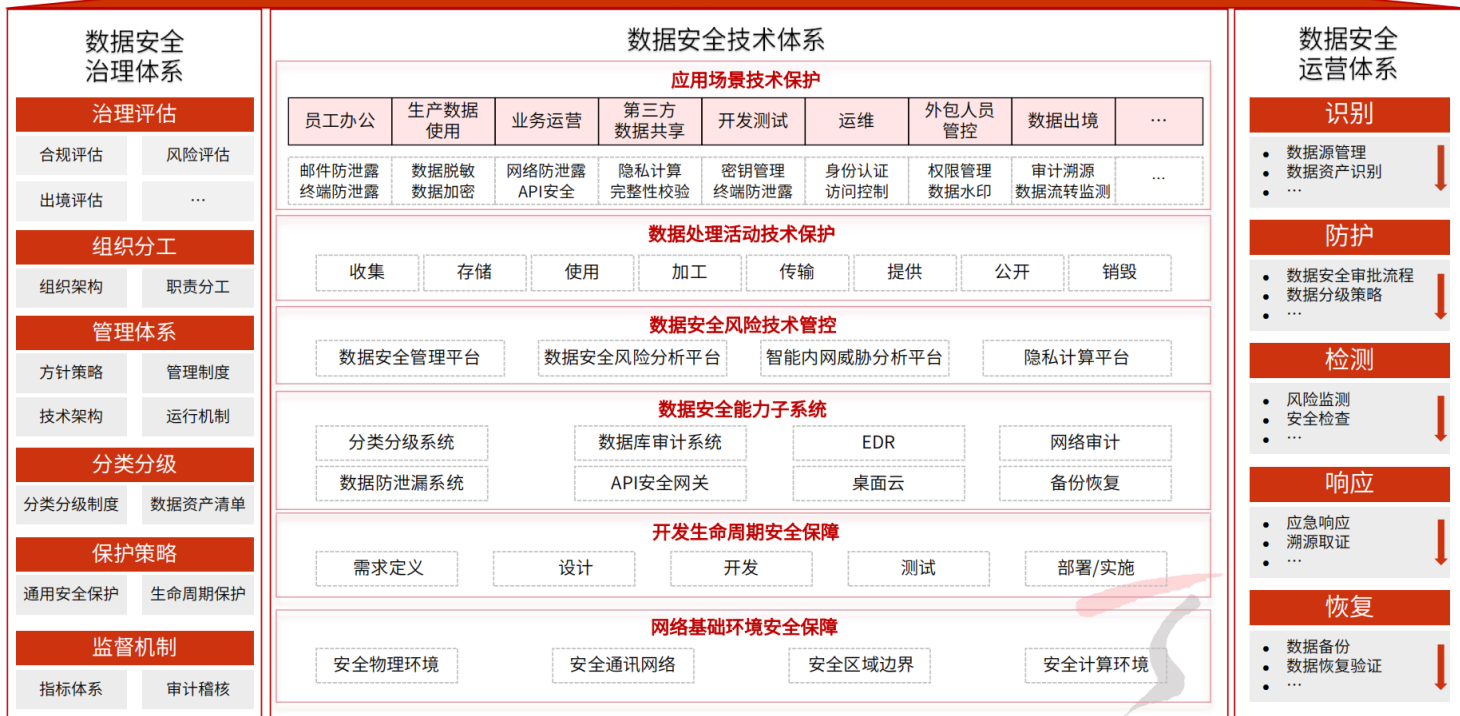 数据安全
治理体系
治理评估
合规评估
风险评估
出境评估
…
组织分工
组织架构
职责分工
管理体系
方针策略
管理制度
技术架构
运行机制
分类分级
分类分级制度
数据资产清单
保护策略
通用安全保护
生命周期保护
监督机制
指标体系
审计稽核
数据安全技术体系
应用场景技术保护
员工办公
生产数据
使用
业务运营
第三方
数据共享
开发测试
运维
外包人员
管控
数据出境
…
邮件防泄露
终端防泄露
数据脱敏
数据加密
网络防泄露
API安全
隐私计算
完整性校验
密钥管理
终端防泄露
身份认证
访问控制
权限管理
数据水印
审计溯源
数据流转监测
…
数据处理活动技术保护
收集
存储
使用
加工
传输
提供
公开
销毁
数据安全风险技术管控
数据安全管理平台
数据安全风险分析平台
智能内网威胁分析平台
隐私计算平台
数据安全能力子系统
分类分级系统
数据库审计系统
EDR
网络审计
数据防泄漏系统
API安全网关
桌面云
备份恢复
开发生命周期安全保障
需求定义
设计
开发
测试
部署/实施
网络基础环境安全保障
安全物理环境
安全通讯网络
安全区域边界
安全计算环境
数据安全
运营体系
识别
• 数据源管理
• 数据资产识别
• …
防护
• 数据安全审批流程
• 数据分级策略
• …
检测
• 风险监测
• 安全检查
• …
响应
• 应急响应
• 溯源取证
• …
恢复
• 数据备份
• 数据恢复验证
• …